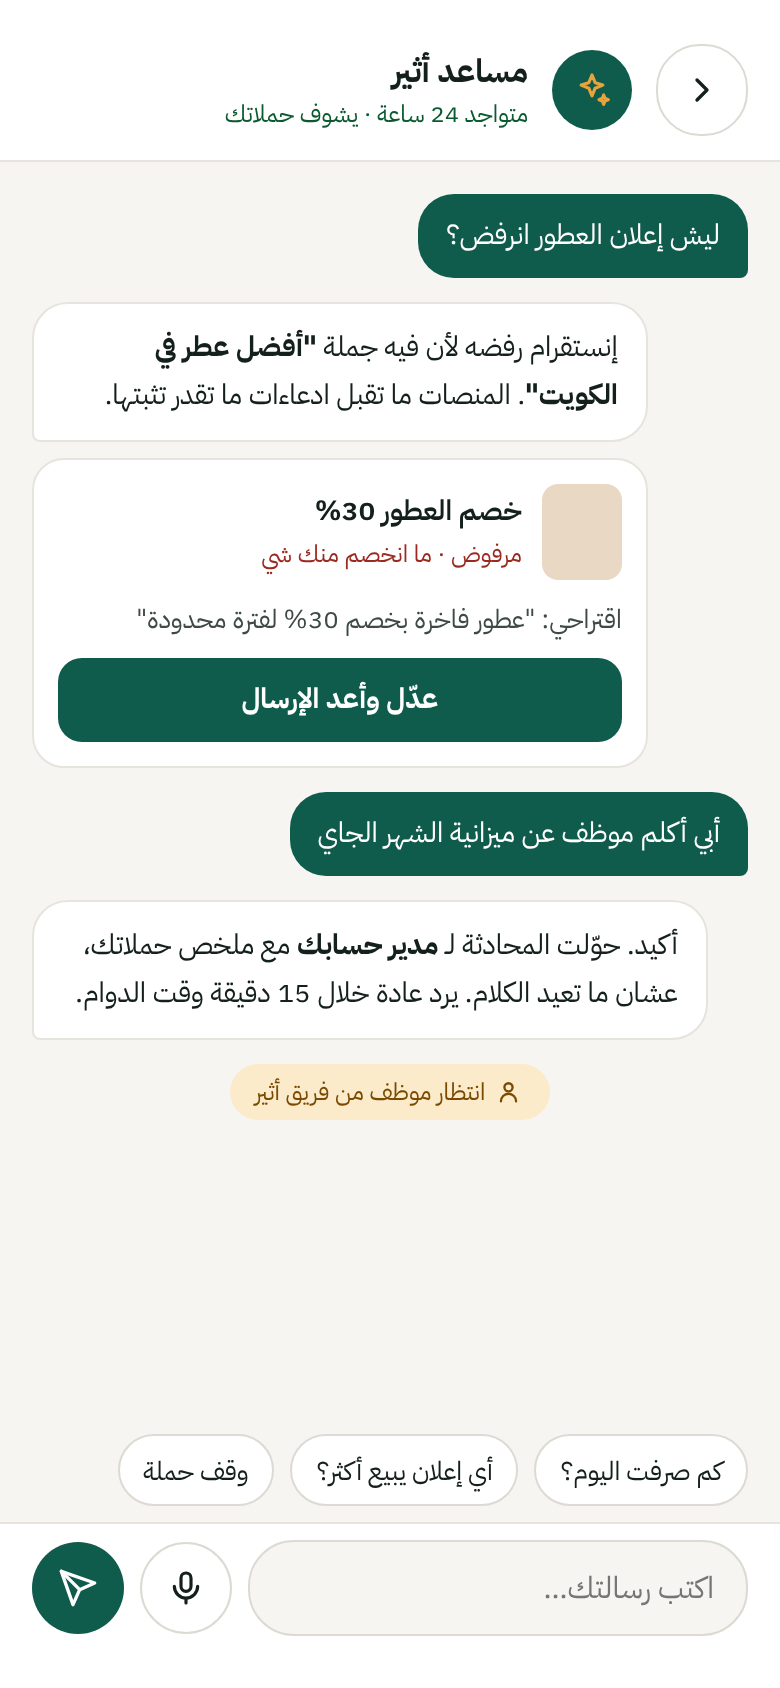 مساعد أثير
متواجد 24 ساعة · يشوف حملاتك
ليش إعلان العطور انرفض؟
إنستقرام رفضه لأن فيه جملة "أفضل عطر في
الكويت". المنصات ما تقبل ادعاءات ما تقدر تثبتها.
خصم العطور 30%
مرفوض · ما انخصم منك شي
اقتراحي: "عطور فاخرة بخصم 30% لفترة محدودة"
عدّل وأعد الإرسال
أبي أكلم موظف عن ميزانية الشهر الجاي
أكيد. حوّلت المحادثة لـ مدير حسابك مع ملخص حملاتك،
عشان ما تعيد الكلام. يرد عادة خلال 15 دقيقة وقت الدوام.
انتظار موظف من فريق أثير
كم صرفت اليوم؟
أي إعلان يبيع أكثر؟
وقف حملة
اكتب رسالتك...